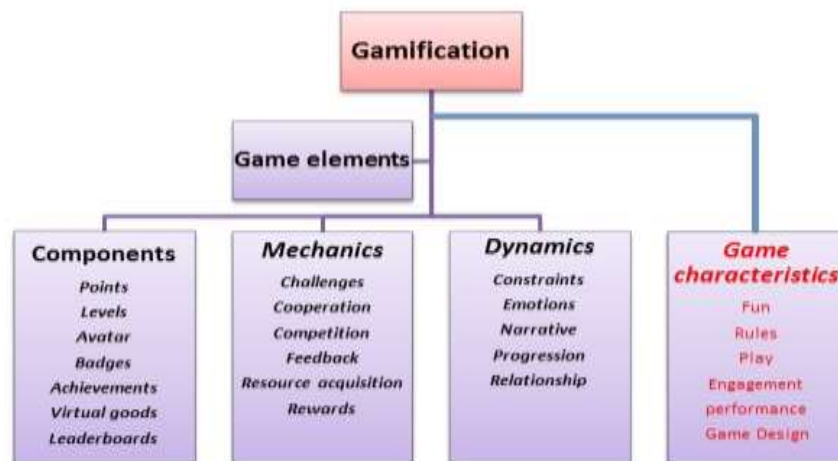 Gamification
Game elements
Components
Points
Levels
Avatar
Badges
Achievements
Virtual goods
Leaderboards
Mechanics
Challenges
Cooperation
Competition
Feedback
Resource acquisition
Rewards
Dynamics
Constraints
Emotions
Narrative
Progression
Relationship
Game
characteristics
Fun
Rules
Play
Engagement
performance
Game Design